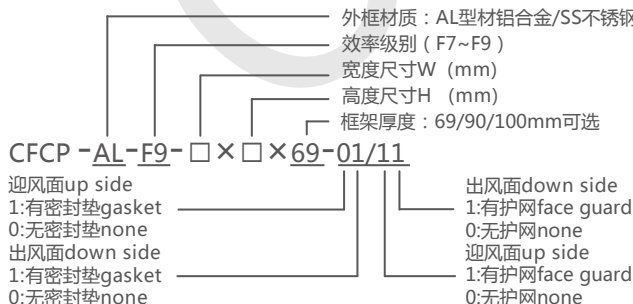 外框材质：AL型材铝合金/SS不锈钢
效率级别（F7~F9）
宽度尺寸W (mm)
高度尺寸H (mm)
框架厚度：69/90/100mm可选
CFCP -AL-F9-□×□×69-01/11
迎风面up side
1:有密封垫gasket
0:无密封垫none
出风面down side
1:有密封垫gasket
0:无密封垫none
出风面down side
1:有护网face guard
0:无护网none
迎风面up side
1:有护网face guard
0:无护网none